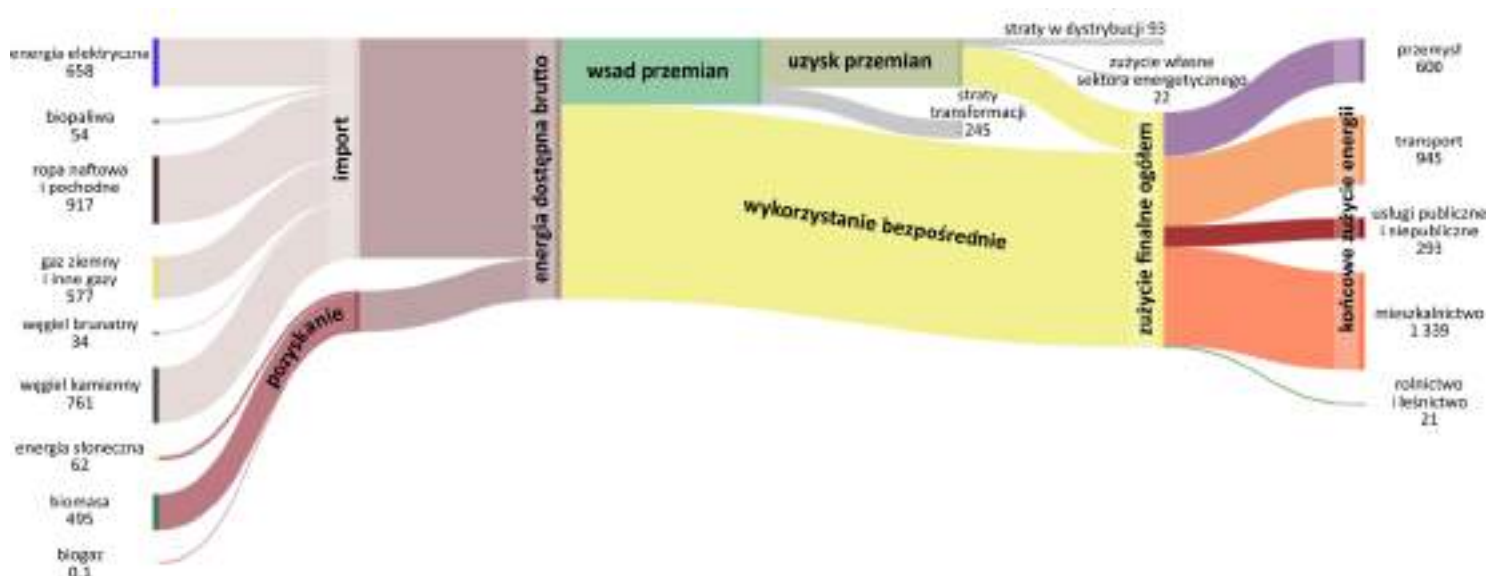 energia elektryczna
658
biopaliwa
54
ropa naftowa
i pochodne
917
gaz ziemny
i inne gazy
577
węgiel brunatny
34
węgiel kamienny
761
energia słoneczna
62
biomasa
495
biogaz
0,1
import
pozyskanie
energia dostępna brutto
wsad przemian
uzysk przemian
straty
transformacji
245
straty w dystrybucji 93
zużycie własne
sektora energetycznego
22
wykorzystanie bezpośrednie
zużycie finalne ogółem
końcowe zużycie energii
przemysł
600
transport
945
usługi publiczne
i niepubliczne
293
mieszkalnictwo
1 339
rolnictwo
i leśnictwo
21